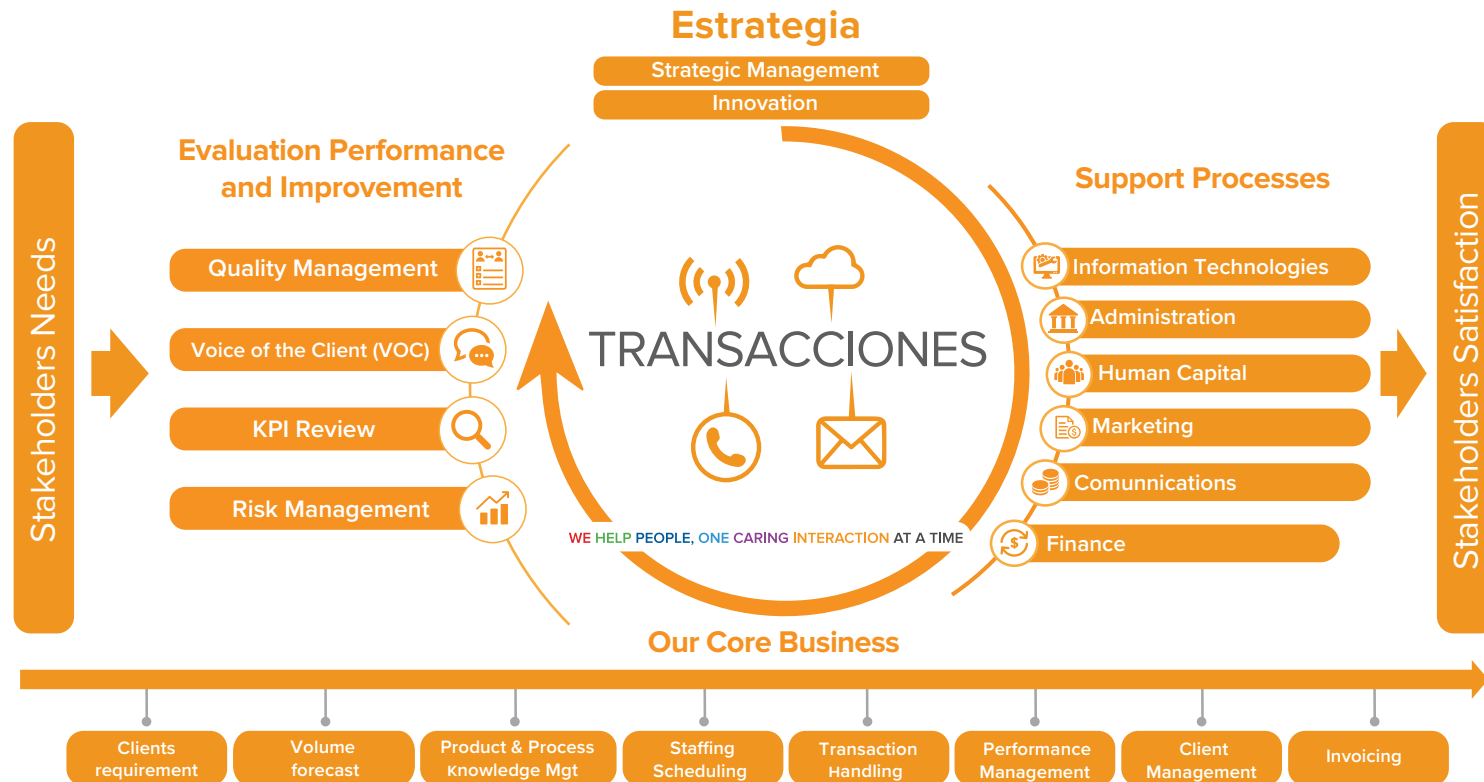 Estrategia
Strategic Management
Innovation
Stakeholders Needs
Evaluation Performance
and Improvement
Quality Management
Voice of the Client (VOC)
KPI Review
Risk Management
TRANSACCIONES
WE HELP PEOPLE, ONE CARING INTERACTION AT A TIME
Support Processes
Information Technologies
Administration
Human Capital
Marketing
Comunnications
Finance
Stakeholders Satisfaction
Our Core Business
Clients
requirement
Volume
forecast
Product & Process
Knowledge Mgt
Staffing
Scheduling
Transaction
Handling
Performance
Management
Client
Management
Invoicing